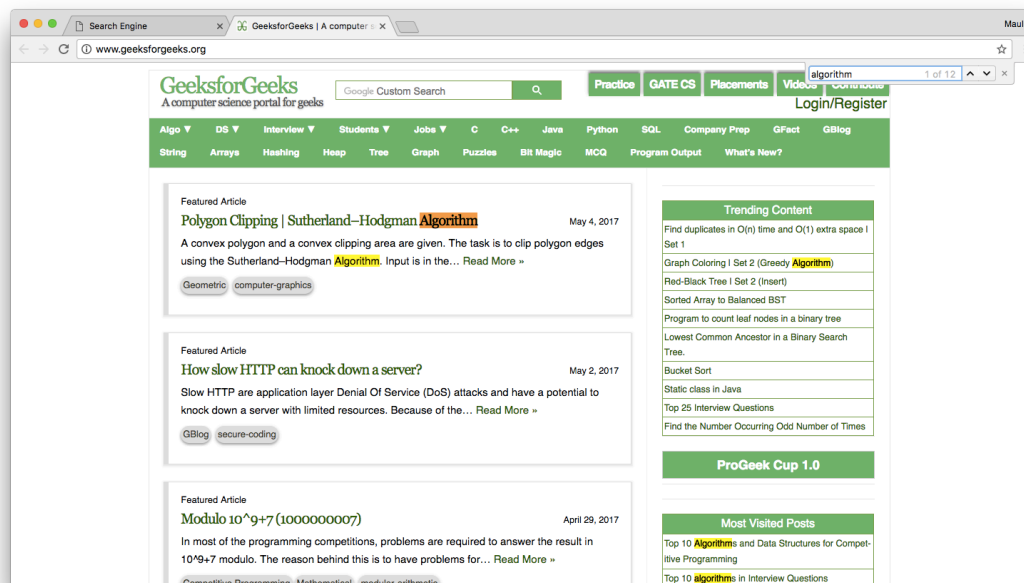 Search Engine
GeeksforGeeks | A computer s
Maul
www.geeksforgeeks.org
algorithm 1 of 12
GeeksforGeeks
A computer science portal for geeks
Google Custom Search
Practice GATE CS Placements Videos Contribute
Login/Register
Algo ▼ DS ▼ Interview ▼ Students ▼ Jobs ▼ C C++ Java Python SQL Company Prep GFact GBlog
String Arrays Hashing Heap Tree Graph Puzzles Bit Magic MCQ Program Output What's New?
Featured Article
Polygon Clipping | Sutherland–Hodgman Algorithm
May 4, 2017
A convex polygon and a convex clipping area are given. The task is to clip polygon edges
using the Sutherland–Hodgman Algorithm. Input is in the… Read More »
Geometric computer-graphics
Featured Article
How slow HTTP can knock down a server?
May 2, 2017
Slow HTTP are application layer Denial Of Service (DoS) attacks and have a potential to
knock down a server with limited resources. Because of the… Read More »
GBlog secure-coding
Featured Article
Modulo 10^9+7 (1000000007)
April 29, 2017
In most of the programming competitions, problems are required to answer the result in
10^9+7 modulo. The reason behind this is to have problems for… Read More »
Competitive Programming Mathematical modular-arithmetic
Trending Content
Find duplicates in O(n) time and O(1) extra space | Set 1
Graph Coloring | Set 2 (Greedy Algorithm)
Red-Black Tree | Set 2 (Insert)
Sorted Array to Balanced BST
Program to count leaf nodes in a binary tree
Lowest Common Ancestor in a Binary Search
Tree.
Bucket Sort
Static class in Java
Top 25 Interview Questions
Find the Number Occurring Odd Number of Times
ProGeek Cup 1.0
Most Visited Posts
Top 10 Algorithms and Data Structures for Compet-
itive Programming
Top 10 algorithms in Interview Questions